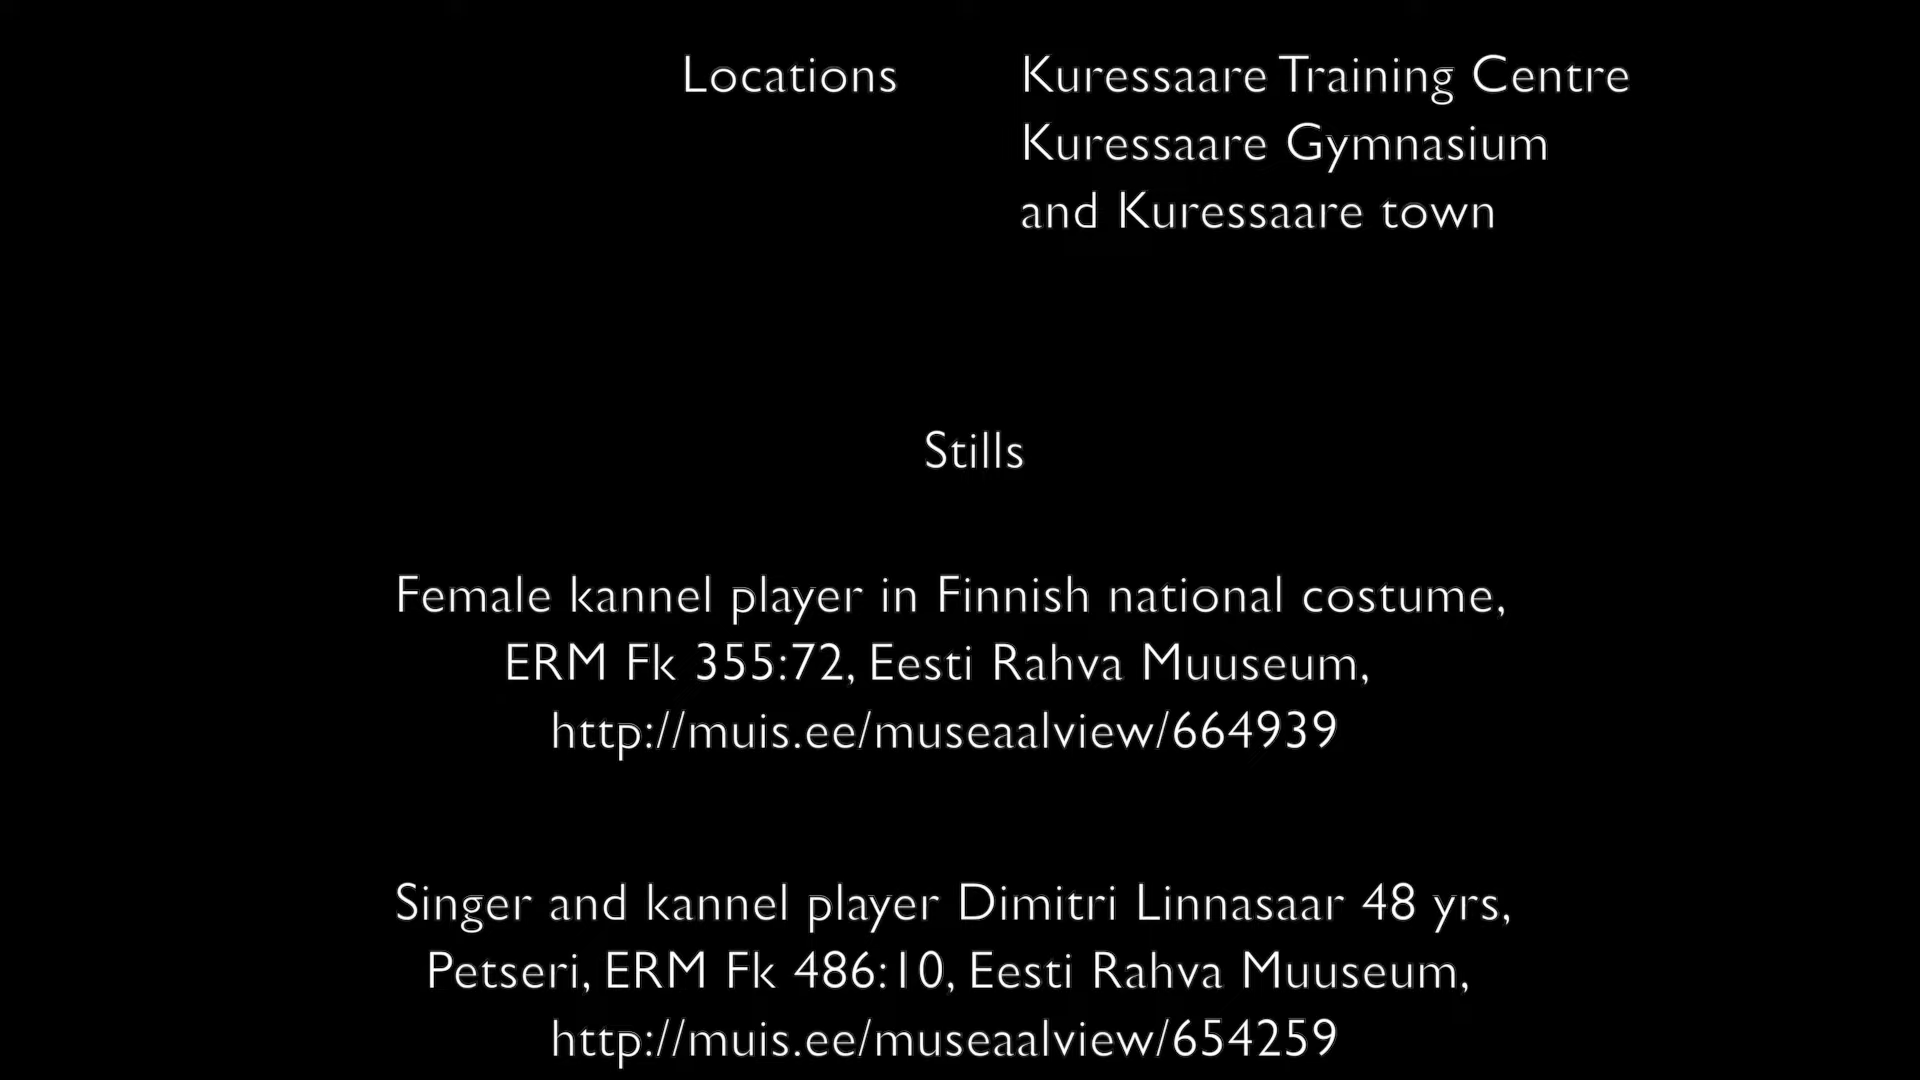 Locations Kuressaare Training Centre
Kuressaare Gymnasium
and Kuressaare town
Stills
Female kannel player in Finnish national costume,
ERM Fk 355:72, Eesti Rahva Muuseum,
http://muis.ee/museaalview/664939
Singer and kannel player Dimitri Linnasaar 48 yrs,
Petseri, ERM Fk 486:10, Eesti Rahva Muuseum,
http://muis.ee/museaalview/654259